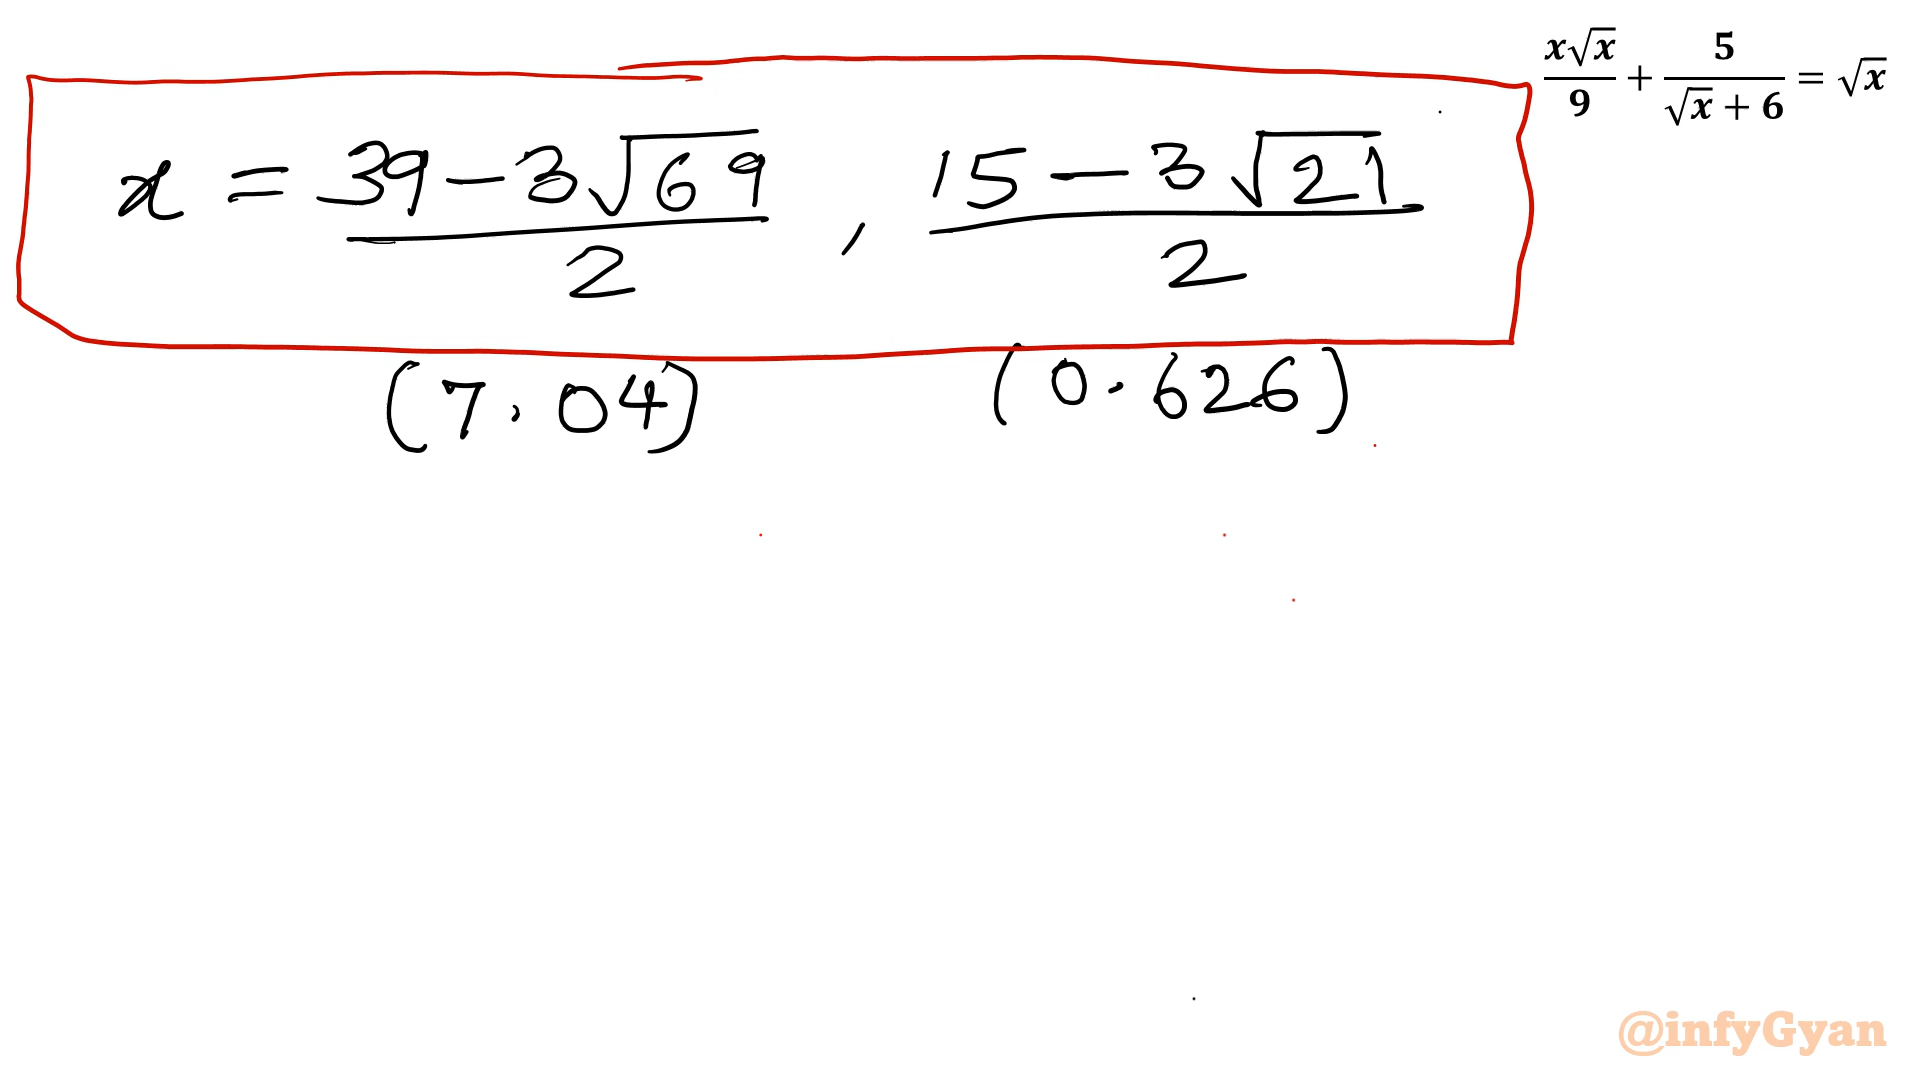 x√x/9 + 5/(√x + 6) = √x
x = (39 − 3√69)/2 , (15 − 3√21)/2
(7.04) (0.626)
@infyGyan